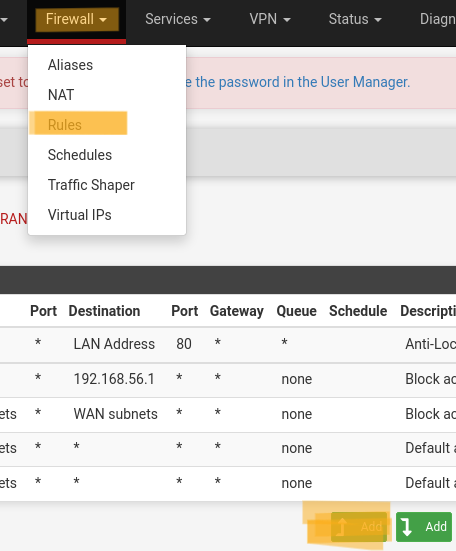 Firewall Services VPN Status Diagn
Aliases
set to e the password in the User Manager.
NAT
Rules
Schedules
Traffic Shaper
Virtual IPs
RAN
Port Destination Port Gateway Queue Schedule Descripti
* LAN Address 80 * * Anti-Loc
* 192.168.56.1 * * none Block ac
ets * WAN subnets * * none Block ac
* * * * none Default a
ets * * * * none Default a
Add Add